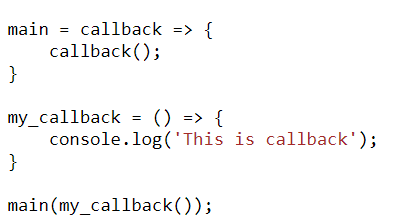 main = callback => {
    callback();
}
my_callback = () => {
    console.log('This is callback');
}
main(my_callback());